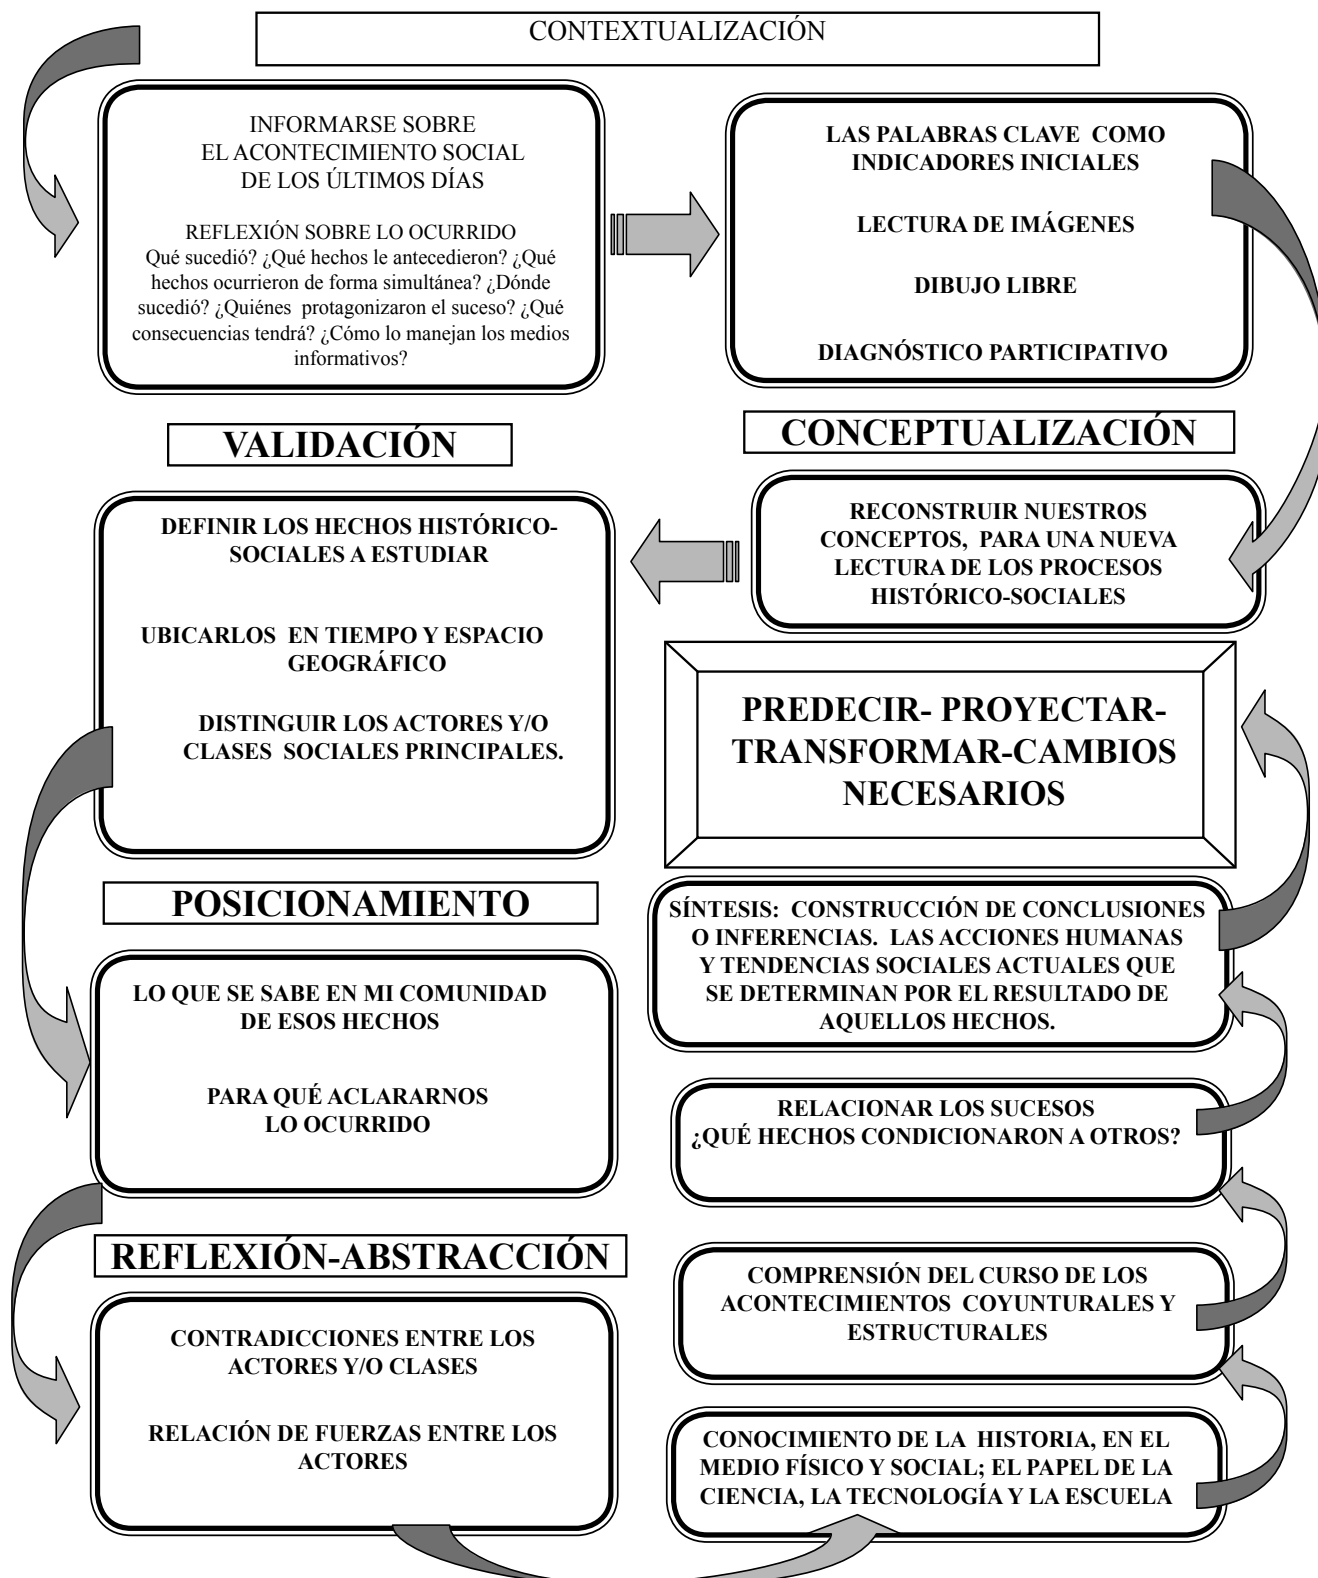 CONTEXTUALIZACIÓN
INFORMARSE SOBRE
EL ACONTECIMIENTO SOCIAL
DE LOS ÚLTIMOS DÍAS
REFLEXIÓN SOBRE LO OCURRIDO
Qué sucedió? ¿Qué hechos le antecedieron? ¿Qué
hechos ocurrieron de forma simultánea? ¿Dónde
sucedió? ¿Quiénes protagonizaron el suceso? ¿Qué
consecuencias tendrá? ¿Cómo lo manejan los medios
informativos?
LAS PALABRAS CLAVE COMO
INDICADORES INICIALES
LECTURA DE IMÁGENES
DIBUJO LIBRE
DIAGNÓSTICO PARTICIPATIVO
CONCEPTUALIZACIÓN
RECONSTRUIR NUESTROS
CONCEPTOS, PARA UNA NUEVA
LECTURA DE LOS PROCESOS
HISTÓRICO-SOCIALES
VALIDACIÓN
DEFINIR LOS HECHOS HISTÓRICO-
SOCIALES A ESTUDIAR
UBICARLOS EN TIEMPO Y ESPACIO
GEOGRÁFICO
DISTINGUIR LOS ACTORES Y/O
CLASES SOCIALES PRINCIPALES.
POSICIONAMIENTO
LO QUE SE SABE EN MI COMUNIDAD
DE ESOS HECHOS
PARA QUÉ ACLARARNOS
LO OCURRIDO
REFLEXIÓN-ABSTRACCIÓN
CONTRADICCIONES ENTRE LOS
ACTORES Y/O CLASES
RELACIÓN DE FUERZAS ENTRE LOS
ACTORES
CONOCIMIENTO DE LA HISTORIA, EN EL
MEDIO FÍSICO Y SOCIAL; EL PAPEL DE LA
CIENCIA, LA TECNOLOGÍA Y LA ESCUELA
COMPRENSIÓN DEL CURSO DE LOS
ACONTECIMIENTOS COYUNTURALES Y
ESTRUCTURALES
RELACIONAR LOS SUCESOS
¿QUÉ HECHOS CONDICIONARON A OTROS?
SÍNTESIS: CONSTRUCCIÓN DE CONCLUSIONES
O INFERENCIAS. LAS ACCIONES HUMANAS
Y TENDENCIAS SOCIALES ACTUALES QUE
SE DETERMINAN POR EL RESULTADO DE
AQUELLOS HECHOS.
PREDECIR- PROYECTAR-
TRANSFORMAR-CAMBIOS
NECESARIOS